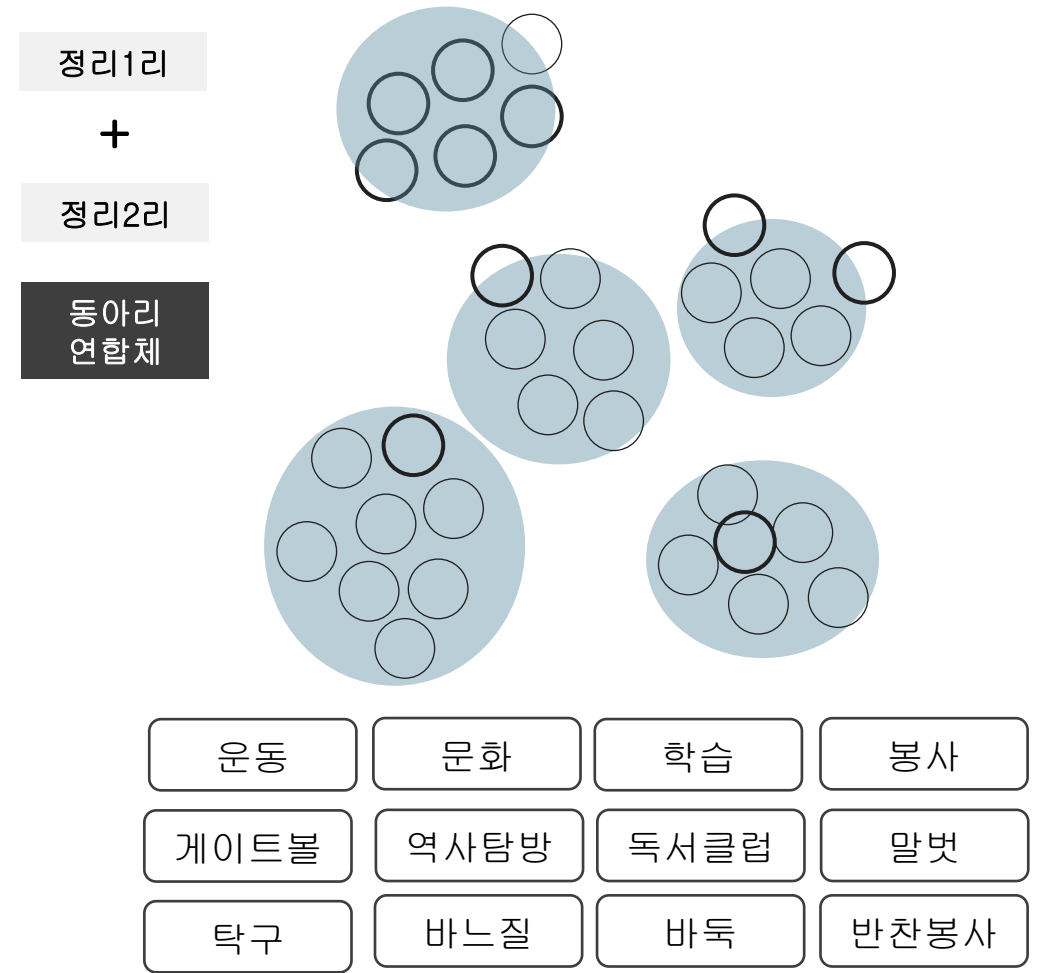 정리1리
+
정리2리
동아리
연합체
운동
문화
학습
봉사
게이트볼
역사탐방
독서클럽
말벗
탁구
바느질
바둑
반찬봉사